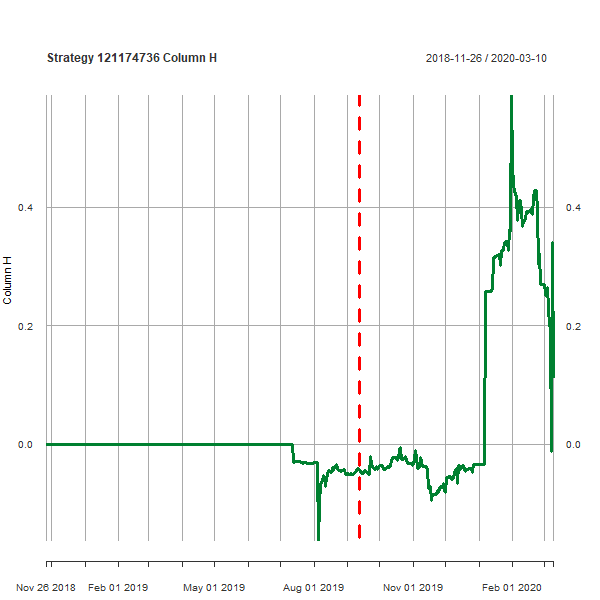 Strategy 121174736 Column H
2018-11-26 / 2020-03-10
Column H
0.4
0.4
0.2
0.2
0.0
0.0
Nov 26 2018
Feb 01 2019
May 01 2019
Aug 01 2019
Nov 01 2019
Feb 01 2020